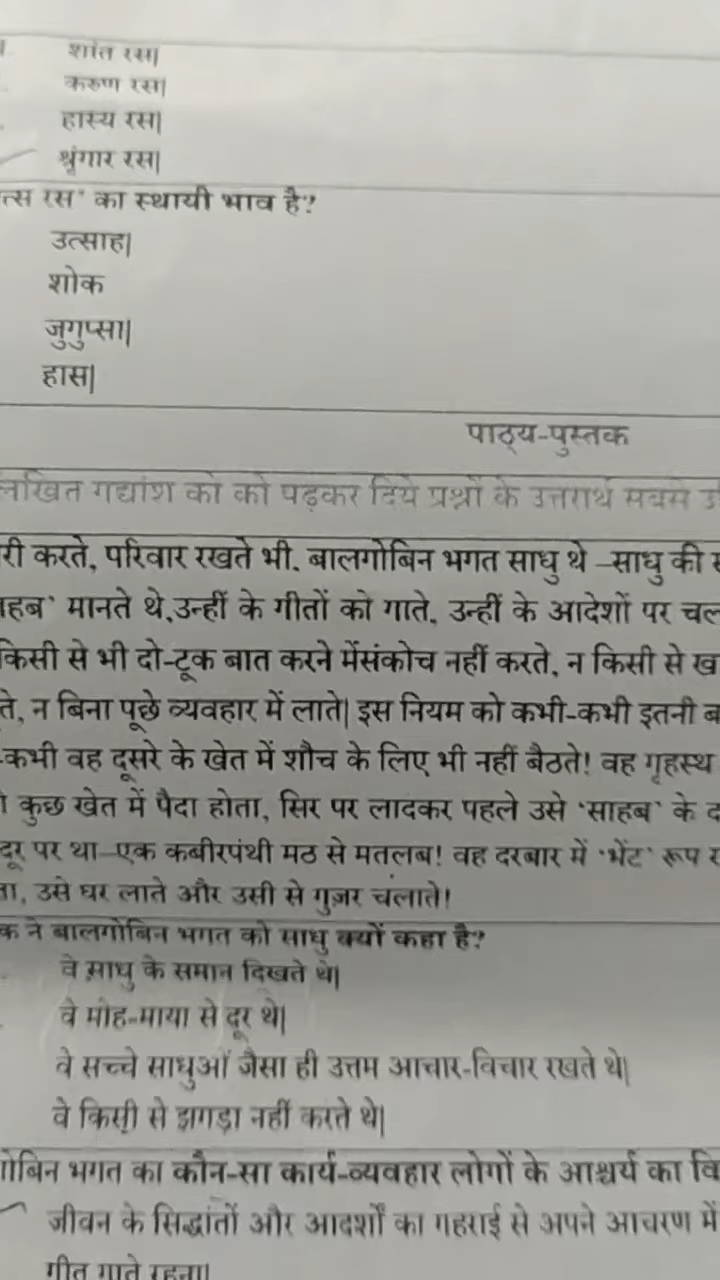 शांत रस|
करुण रस|
हास्य रस|
श्रृंगार रस|
त्स रस' का स्थायी भाव है?
उत्साह|
शोक
जुगुप्सा|
हास|
पाठ्य-पुस्तक
लिखित गद्यांश को को पढ़कर दिये प्रश्नों के उत्तरार्थ सबसे
री करते, परिवार रखते भी. बालगोबिन भगत साधु थे –साधु की
ाहब` मानते थे,उन्हीं के गीतों को गाते, उन्हीं के आदेशों पर चल
किसी से भी दो-टूक बात करने मेंसंकोच नहीं करते, न किसी से ख
ते, न बिना पूछे व्यवहार में लाते| इस नियम को कभी-कभी इतनी ब
-कभी वह दूसरे के खेत में शौच के लिए भी नहीं बैठते! वह गृहस्थ
कुछ खेत में पैदा होता, सिर पर लादकर पहले उसे `साहब` के द
दूर पर था–एक कबीरपंथी मठ से मतलब! वह दरबार में `भेंट` रूप र
ता, उसे घर लाते और उसी से गुज़र चलाते!
क ने बालगोबिन भगत को साधु क्यों कहा है?
वे साधु के समान दिखते थे|
वे मोह-माया से दूर थे|
वे सच्चे साधुओं जैसा ही उत्तम आचार-विचार रखते थे|
वे किसी से झगड़ा नहीं करते थे|
गोबिन भगत का कौन-सा कार्य-व्यवहार लोगों के आश्चर्य का वि
जीवन के सिद्धांतों और आदर्शों का गहराई से अपने आचरण में
गीत गाते रहना|